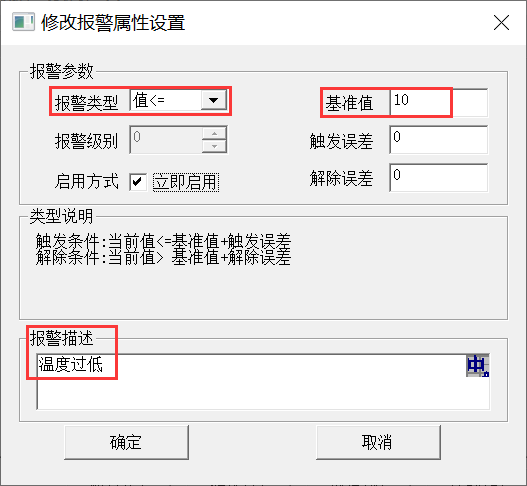 修改报警属性设置
报警参数
报警类型 值<= 基准值 10
报警级别 0 触发误差 0
启用方式 立即启用 解除误差 0
类型说明
触发条件:当前值<=基准值+触发误差
解除条件:当前值> 基准值+解除误差
报警描述
温度过低 中
确定 取消